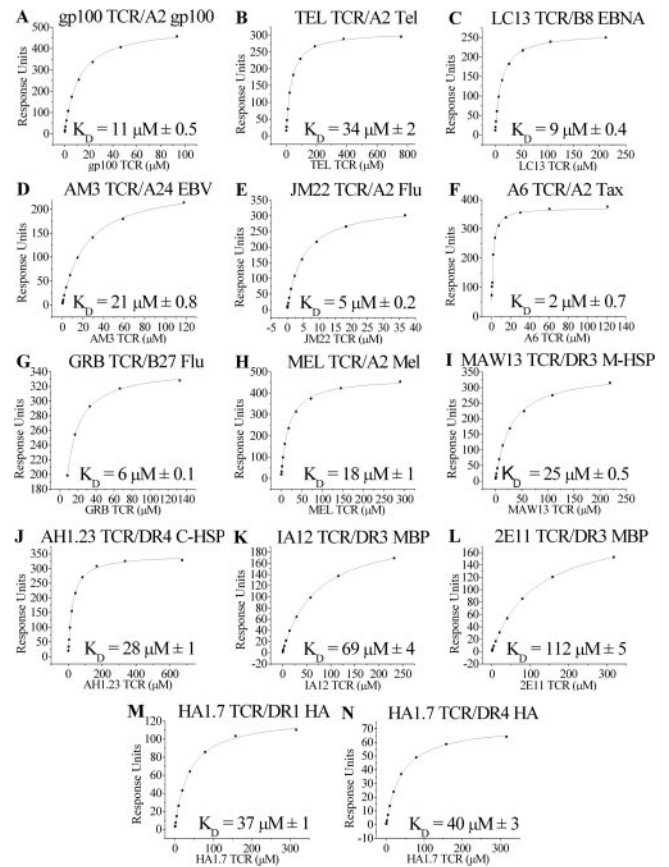 A gp100 TCR/A2 gp100
Response Units
500
400
300
200
100
0
K_D = 11 µM ± 0.5
0 20 40 60 80 100
gp100 TCR (µM)
B TEL TCR/A2 Tel
Response Units
300
250
200
150
100
50
0
K_D = 34 µM ± 2
0 200 400 600 800
TEL TCR (µM)
C LC13 TCR/B8 EBNA
Response Units
250
200
150
100
50
0
K_D = 9 µM ± 0.4
0 50 100 150 200 250
LC13 TCR (µM)
D AM3 TCR/A24 EBV
Response Units
200
150
100
50
0
K_D = 21 µM ± 0.8
0 20 40 60 80 100 120
AM3 TCR (µM)
E JM22 TCR/A2 Flu
Response Units
300
250
200
150
100
50
0
K_D = 5 µM ± 0.2
-5 0 5 10 15 20 25 30 35 40
JM22 TCR (µM)
F A6 TCR/A2 Tax
Response Units
400
300
200
100
0
K_D = 2 µM ± 0.7
0 20 40 60 80 100 120 140
A6 TCR (µM)
G GRB TCR/B27 Flu
Response Units
340
320
300
280
260
240
220
200
180
K_D = 6 µM ± 0.1
0 20 40 60 80 100 120 140
GRB TCR (µM)
H MEL TCR/A2 Mel
Response Units
500
400
300
200
100
0
K_D = 18 µM ± 1
0 50 100 150 200 250 300
MEL TCR (µM)
I MAW13 TCR/DR3 M-HSP
Response Units
350
300
250
200
150
100
50
0
K_D = 25 µM ± 0.5
0 50 100 150 200
MAW13 TCR (µM)
J AH1.23 TCR/DR4 C-HSP
Response Units
350
300
250
200
150
100
50
0
K_D = 28 µM ± 1
0 200 400 600
AH1.23 TCR (µM)
K IA12 TCR/DR3 MBP
Response Units
180
160
140
120
100
80
60
40
20
0
-20
K_D = 69 µM ± 4
0 50 100 150 200 250
IA12 TCR (µM)
L 2E11 TCR/DR3 MBP
Response Units
160
140
120
100
80
60
40
20
0
-20
K_D = 112 µM ± 5
0 100 200 300
2E11 TCR (µM)
M HA1.7 TCR/DR1 HA
Response Units
120
100
80
60
40
20
0
K_D = 37 µM ± 1
0 100 200 300
HA1.7 TCR (µM)
N HA1.7 TCR/DR4 HA
Response Units
70
60
50
40
30
20
10
0
-10
K_D = 40 µM ± 3
0 100 200 300
HA1.7 TCR (µM)